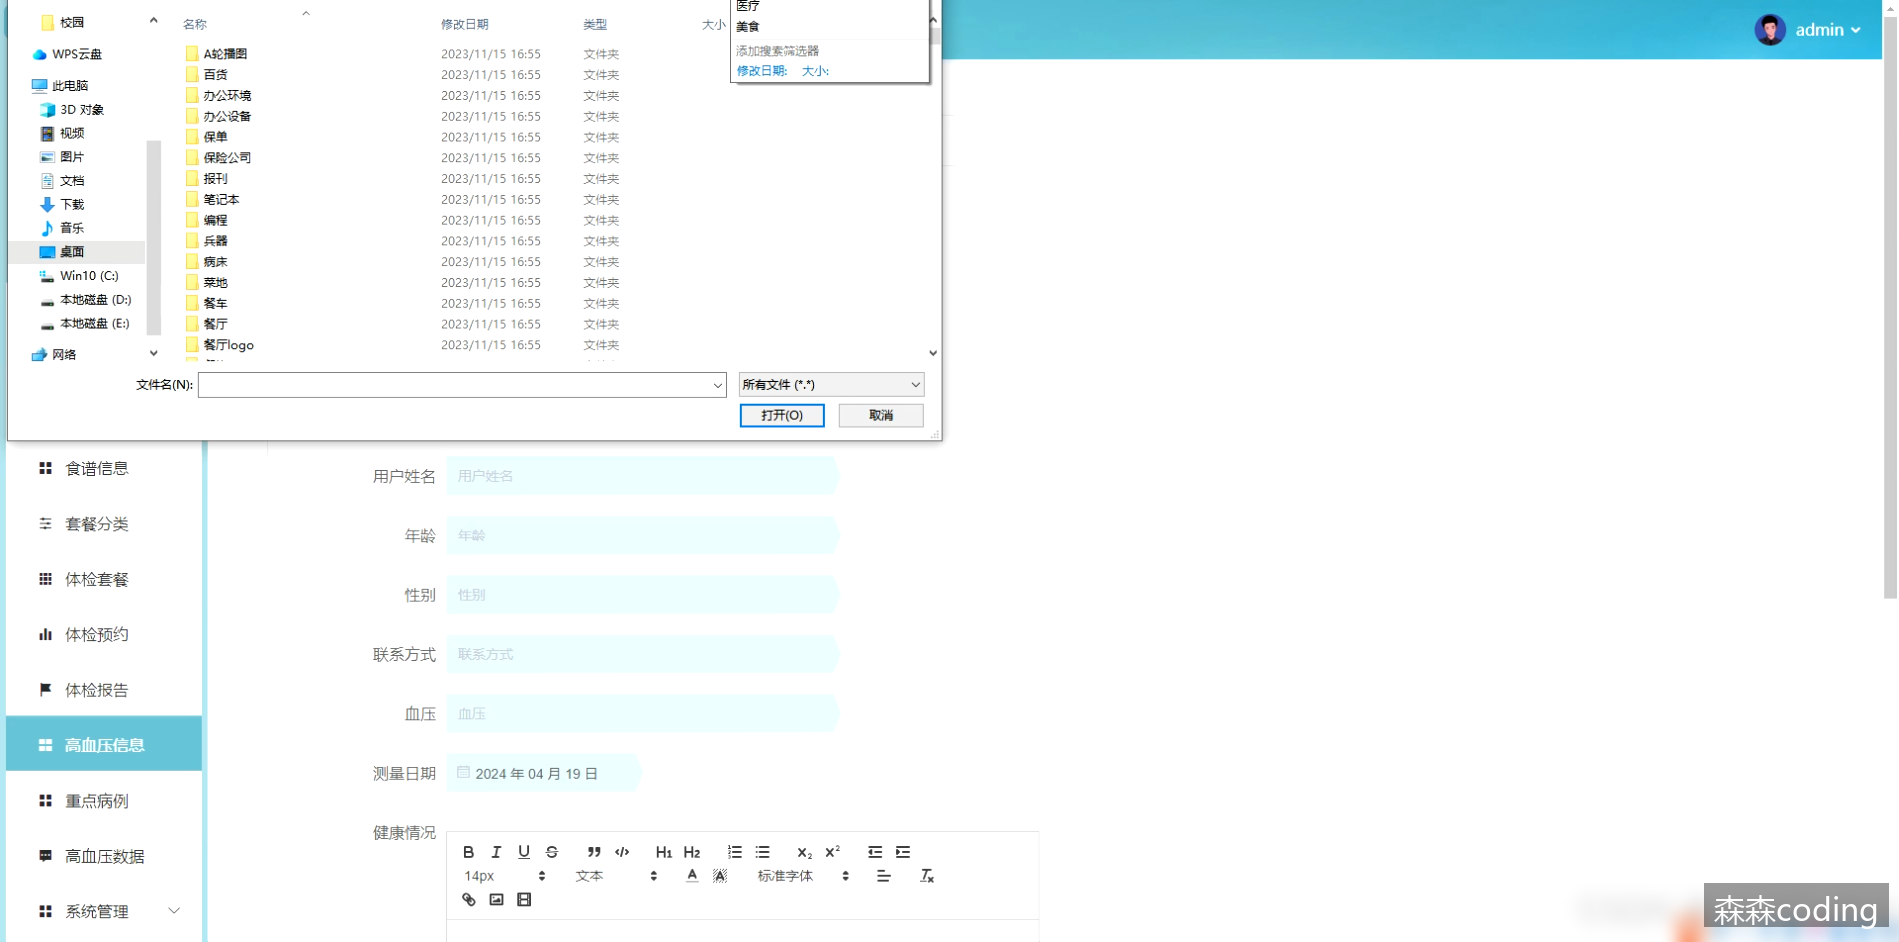 校园
WPS云盘
此电脑
3D 对象
视频
图片
文档
下载
音乐
桌面
Win10 (C:)
本地磁盘 (D:)
本地磁盘 (E:)
网络
名称 修改日期 类型 大小
A轮播图 2023/11/15 16:55 文件夹
百货 2023/11/15 16:55 文件夹
办公环境 2023/11/15 16:55 文件夹
办公设备 2023/11/15 16:55 文件夹
保单 2023/11/15 16:55 文件夹
保险公司 2023/11/15 16:55 文件夹
报刊 2023/11/15 16:55 文件夹
笔记本 2023/11/15 16:55 文件夹
编程 2023/11/15 16:55 文件夹
兵器 2023/11/15 16:55 文件夹
病床 2023/11/15 16:55 文件夹
菜地 2023/11/15 16:55 文件夹
餐车 2023/11/15 16:55 文件夹
餐厅 2023/11/15 16:55 文件夹
餐厅logo 2023/11/15 16:55 文件夹
医疗
美食
添加搜索筛选器
修改日期: 大小:
文件名(N): 所有文件 (*.*)
打开(O) 取消
admin
食谱信息
套餐分类
体检套餐
体检预约
体检报告
高血压信息
重点病例
高血压数据
系统管理
用户姓名 用户姓名
年龄 年龄
性别 性别
联系方式 联系方式
血压 血压
测量日期 2024 年 04 月 19 日
健康情况
B I U S ” </> H1 H2 X2 X2
14px 文本 A A 标准字体 Tx
森森coding